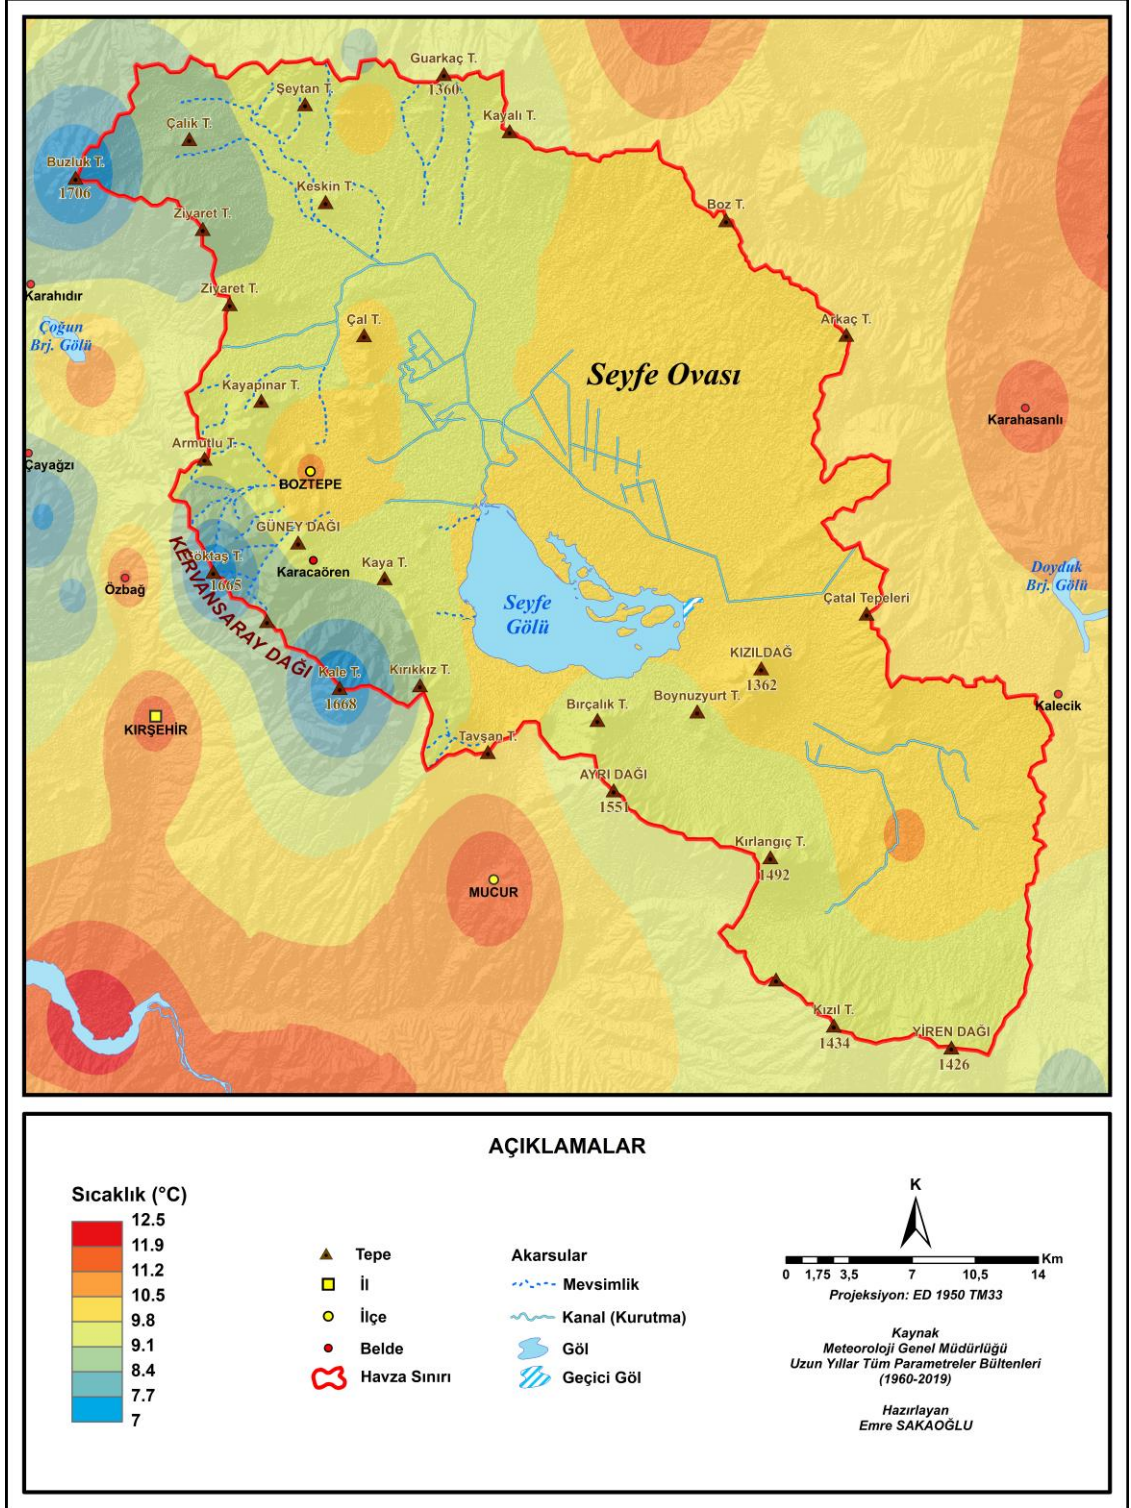 Guarkaç T.
1360
Şeytan T.
Kayalı T.
Çalık T.
Buzluk T.
1706
Keskin T.
Ziyaret T.
Boz T.
Karahıdır
Ziyaret T.
Çoğun
Brj. Gölü
Çal T.
Arkaç T.
Seyfe Ovası
Kayapınar T.
Karahasanlı
Armutlu T.
Çayağzı
BOZTEPE
GÜNEY DAĞI
Göktaş T.
1665
Karacaören
Kaya T.
Özbağ
KERVANSARAY DAĞI
Seyfe
Gölü
Doyduk
Brj. Gölü
Çatal Tepeleri
KIZILDAĞ
1362
Kale T.
1668
Kırıkkız T.
Boynuzyurt T.
Bırçalık T.
Kalecik
KIRŞEHİR
Tavşan T.
AYRI DAĞI
1551
Kırlangıç T.
1492
MUCUR
Kızıl T.
1434
YİREN DAĞI
1426
AÇIKLAMALAR
Sıcaklık (°C)
12.5
11.9
11.2
10.5
9.8
9.1
8.4
7.7
7
Tepe
İl
İlçe
Belde
Havza Sınırı
Akarsular
Mevsimlik
Kanal (Kurutma)
Göl
Geçici Göl
K
Km
0 1,75 3,5 7 10,5 14
Projeksiyon: ED 1950 TM33
Kaynak
Meteoroloji Genel Müdürlüğü
Uzun Yıllar Tüm Parametreler Bültenleri
(1960-2019)
Hazırlayan
Emre SAKAOĞLU